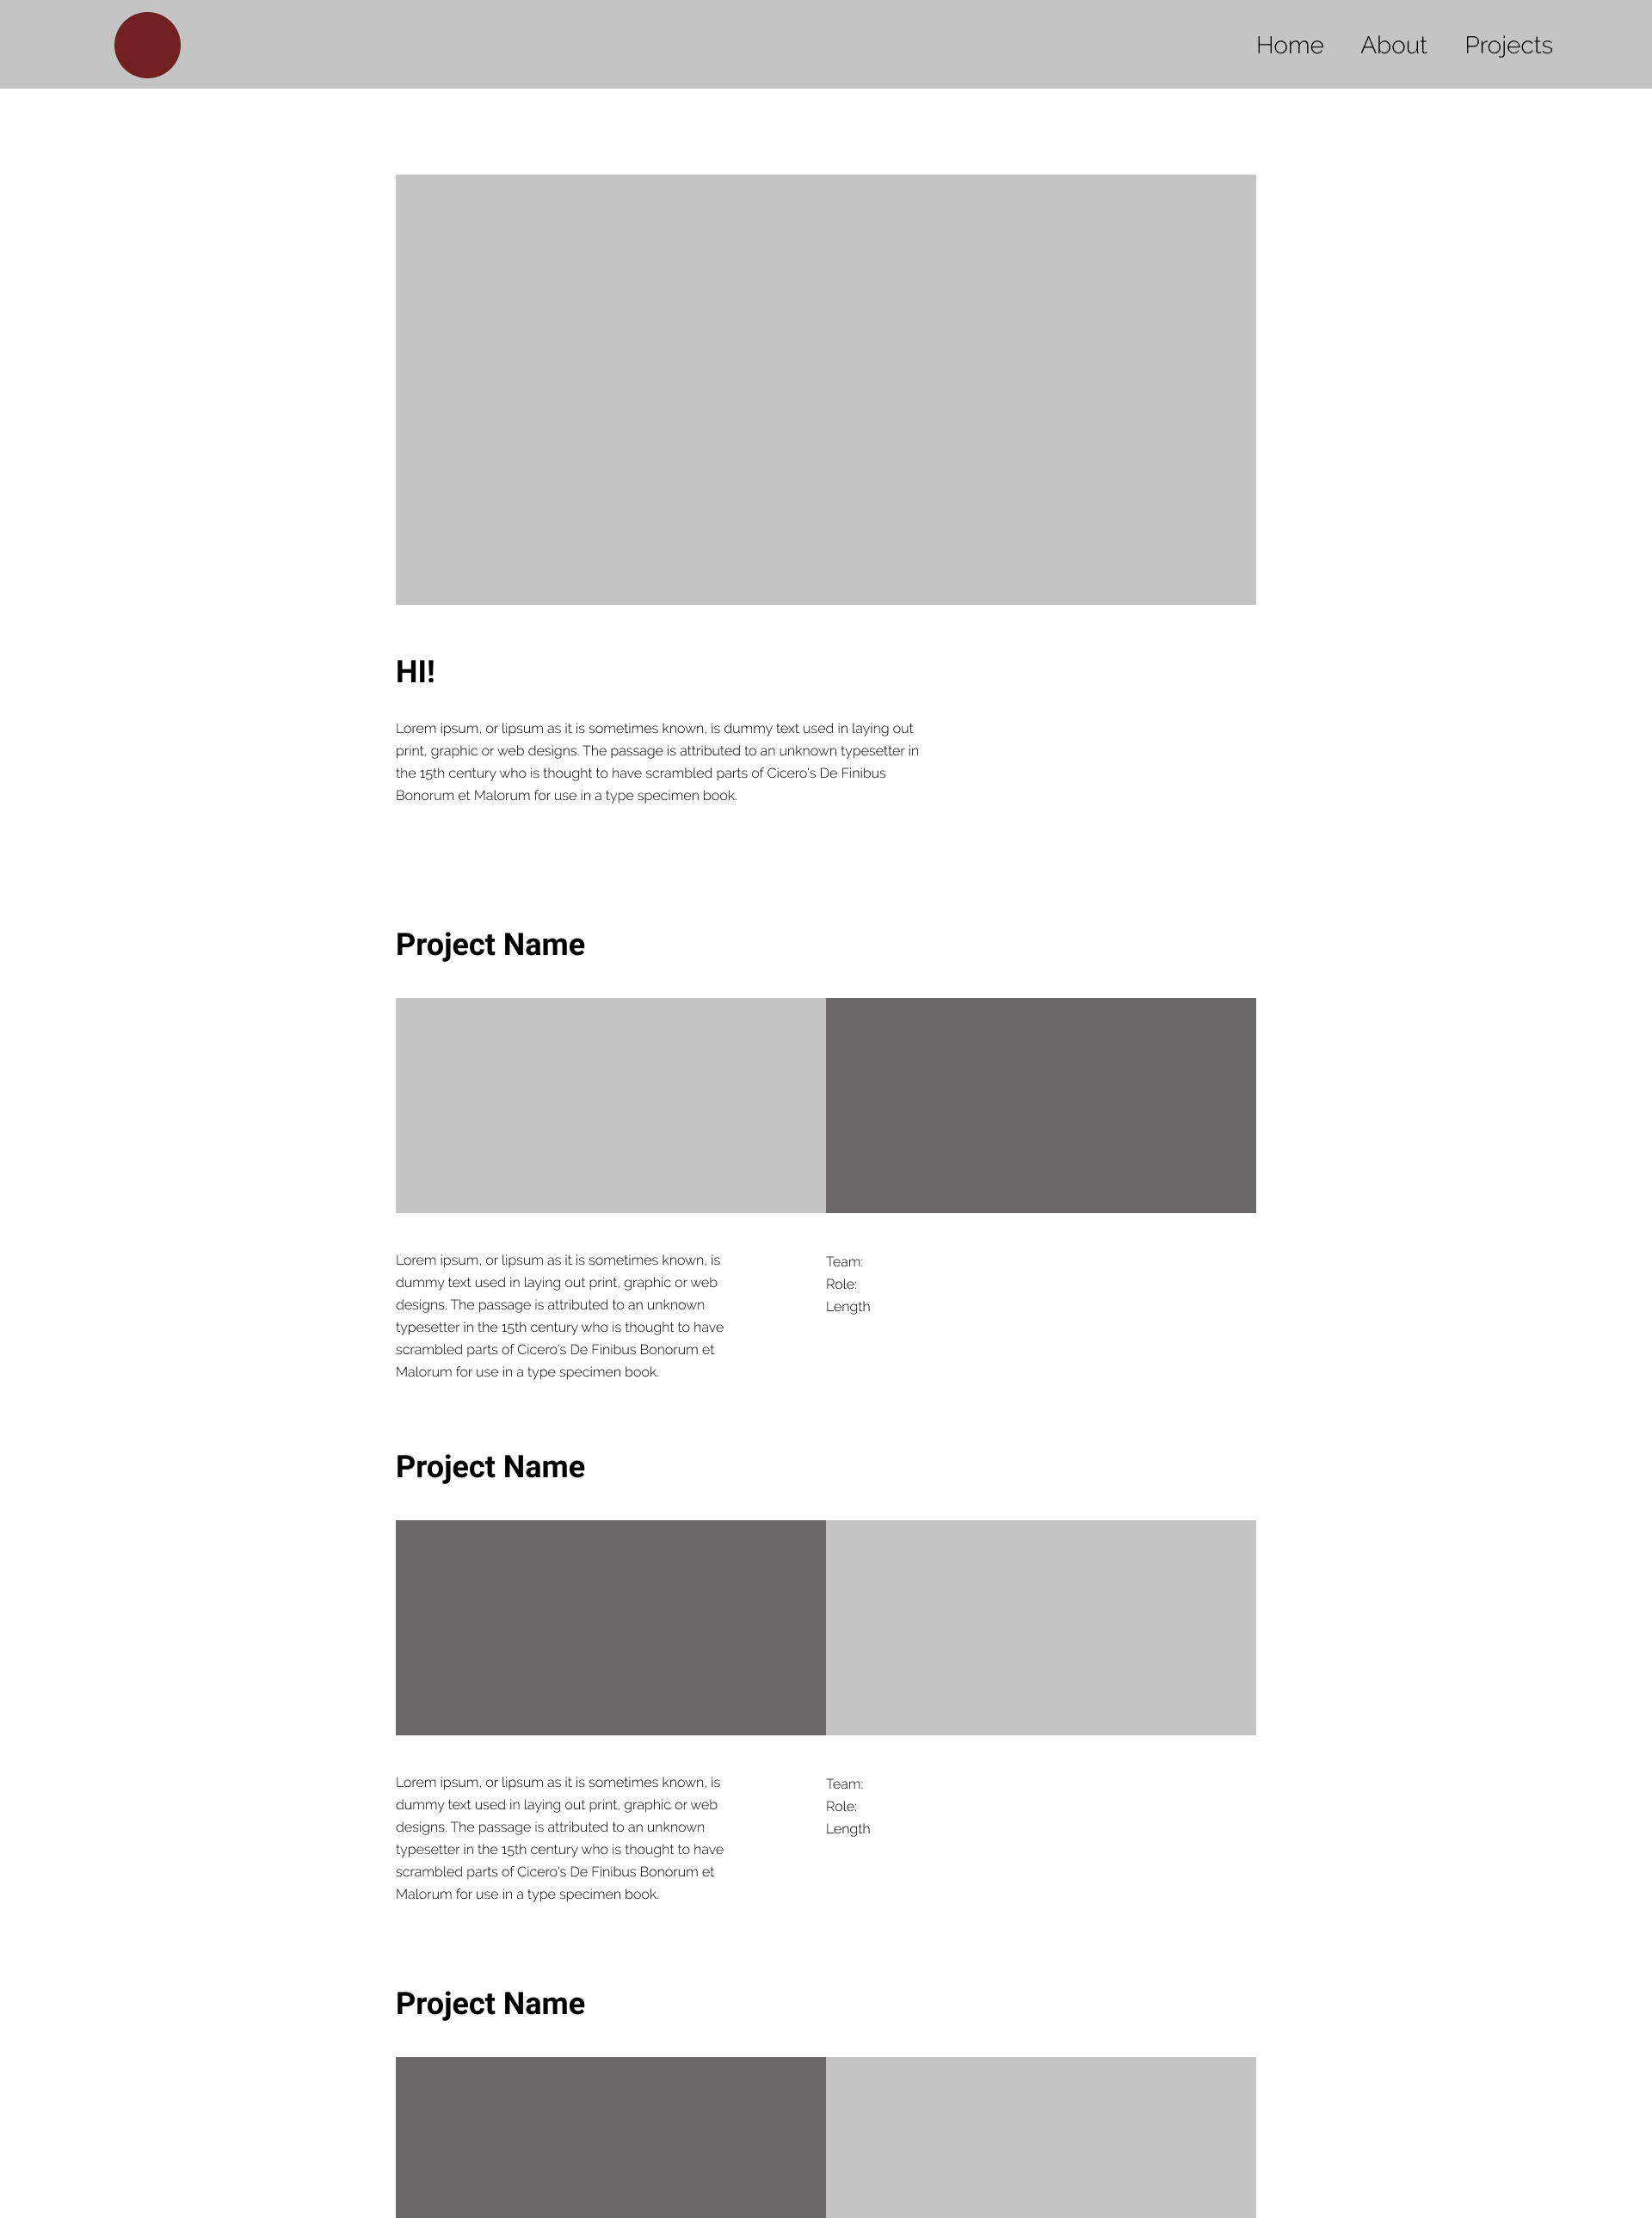 Home About Projects
HI!
Lorem ipsum, or lipsum as it is sometimes known, is dummy text used in laying out
print, graphic or web designs. The passage is attributed to an unknown typesetter in
the 15th century who is thought to have scrambled parts of Cicero's De Finibus
Bonorum et Malorum for use in a type specimen book.
Project Name
Lorem ipsum, or lipsum as it is sometimes known, is
dummy text used in laying out print, graphic or web
designs. The passage is attributed to an unknown
typesetter in the 15th century who is thought to have
scrambled parts of Cicero's De Finibus Bonorum et
Malorum for use in a type specimen book.
Team:
Role:
Length
Project Name
Lorem ipsum, or lipsum as it is sometimes known, is
dummy text used in laying out print, graphic or web
designs. The passage is attributed to an unknown
typesetter in the 15th century who is thought to have
scrambled parts of Cicero's De Finibus Bonorum et
Malorum for use in a type specimen book.
Team:
Role:
Length
Project Name